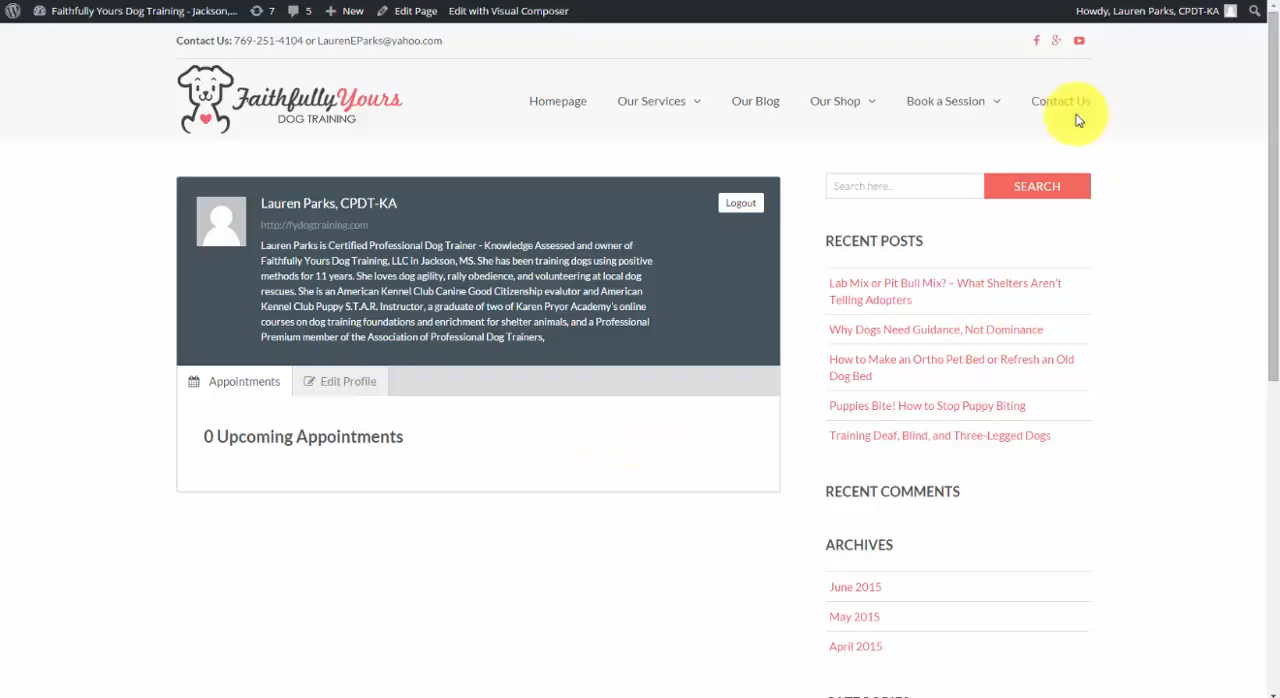 Faithfully Yours Dog Training - Jackson,... 7 5 New Edit Page Edit with Visual Composer Howdy, Lauren Parks, CPDT-KA
Contact Us: 769-251-4104 or LaurenEParks@yahoo.com
Faithfully Yours
DOG TRAINING
Homepage Our Services Our Blog Our Shop Book a Session Contact Us
Lauren Parks, CPDT-KA
Logout
http://fydogtraining.com
Lauren Parks is Certified Professional Dog Trainer - Knowledge Assessed and owner of
Faithfully Yours Dog Training, LLC in Jackson, MS. She has been training dogs using positive
methods for 11 years. She loves dog agility, rally obedience, and volunteering at local dog
rescues. She is an American Kennel Club Canine Good Citizenship evalutor and American
Kennel Club Puppy S.T.A.R. Instructor, a graduate of two of Karen Pryor Academy's online
courses on dog training foundations and enrichment for shelter animals, and a Professional
Premium member of the Association of Professional Dog Trainers,
Appointments Edit Profile
0 Upcoming Appointments
Search here... SEARCH
RECENT POSTS
Lab Mix or Pit Bull Mix? – What Shelters Aren't
Telling Adopters
Why Dogs Need Guidance, Not Dominance
How to Make an Ortho Pet Bed or Refresh an Old
Dog Bed
Puppies Bite! How to Stop Puppy Biting
Training Deaf, Blind, and Three-Legged Dogs
RECENT COMMENTS
ARCHIVES
June 2015
May 2015
April 2015